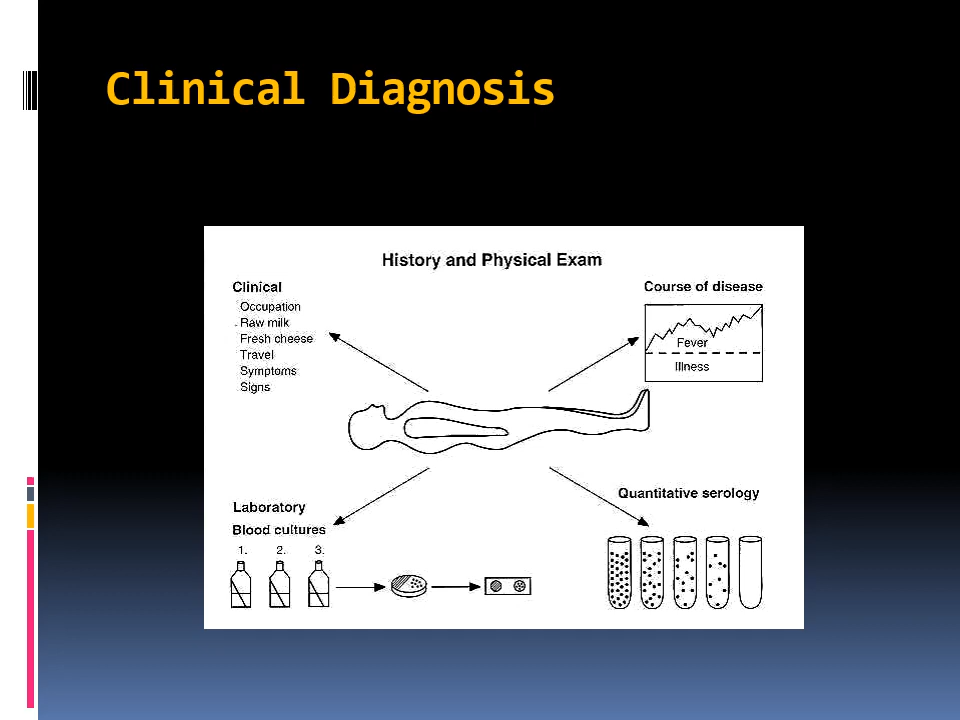 Clinical Diagnosis
History and Physical Exam
Clinical
Occupation
Raw milk
Fresh cheese
Travel
Symptoms
Signs
Course of disease
Fever
Illness
Laboratory
Blood cultures
1. 2. 3.
Quantitative serology